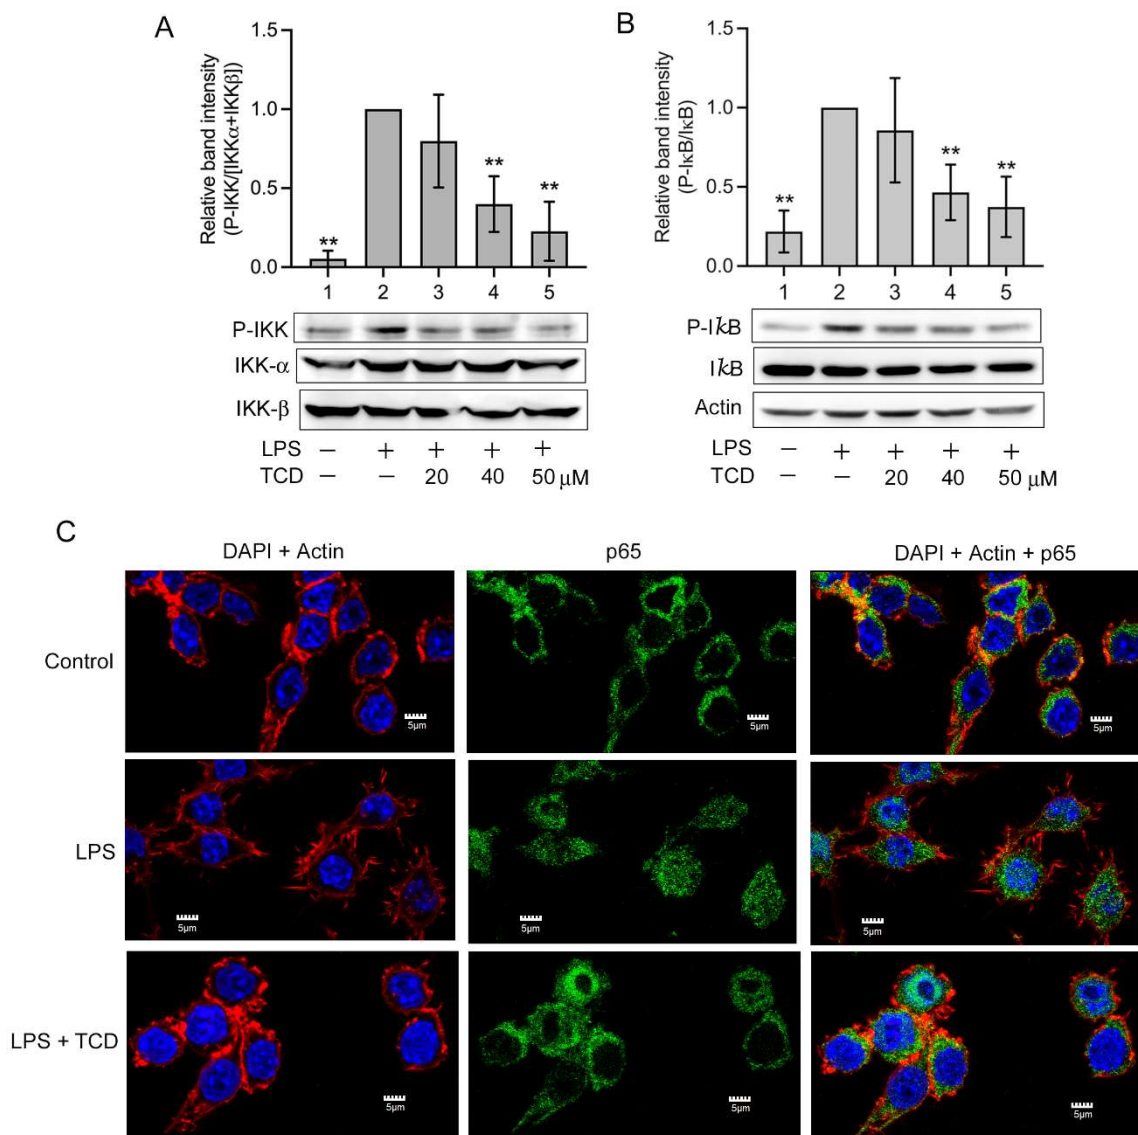 A
Relative band intensity
(P-IKK/[IKKα+IKKβ])
1.5
1.0
0.5
0.0
**
**
**
1 2 3 4 5
P-IKK
IKK-α
IKK-β
LPS − + + + +
TCD − − 20 40 50 μM
B
Relative band intensity
(P-IκB/IκB)
1.5
1.0
0.5
0.0
**
**
**
1 2 3 4 5
P-IkB
IkB
Actin
LPS − + + + +
TCD − − 20 40 50 μM
C
DAPI + Actin p65 DAPI + Actin + p65
Control
5μm 5μm 5μm
LPS
5μm 5μm 5μm
LPS + TCD
5μm 5μm 5μm